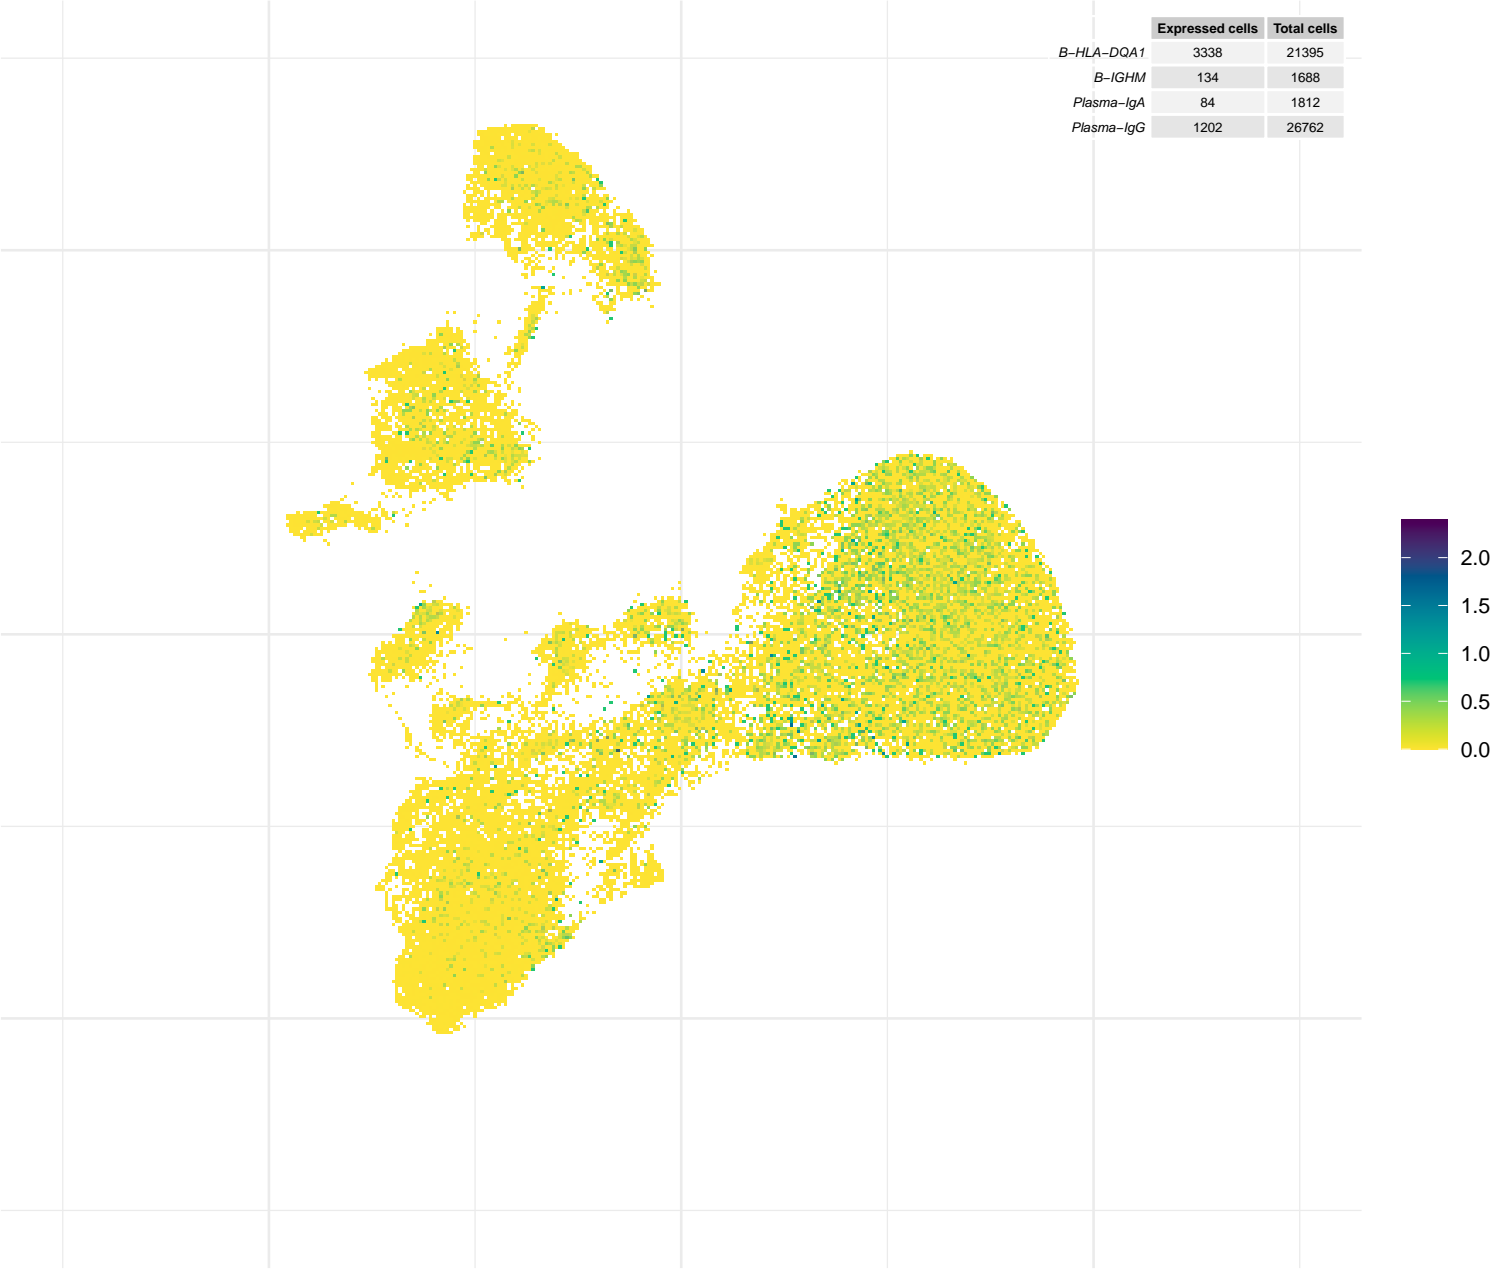 Expressed cells Total cells
B−HLA−DQA1 3338 21395
B−IGHM 134 1688
Plasma−IgA 84 1812
Plasma−IgG 1202 26762
2.0
1.5
1.0
0.5
0.0